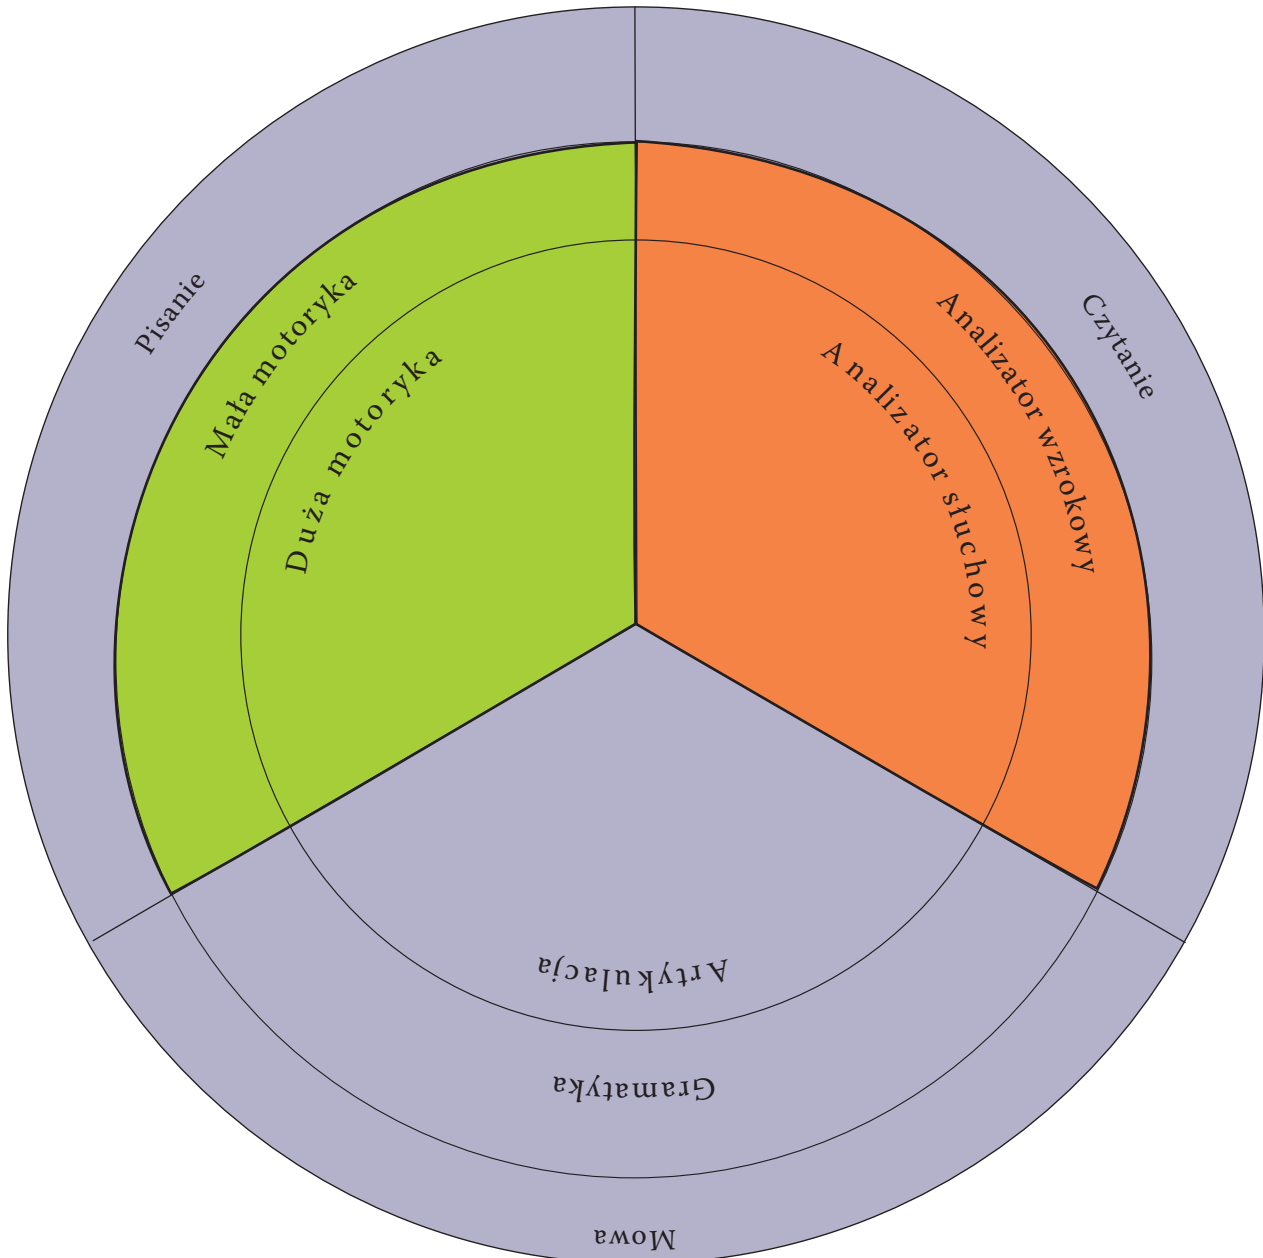 Pisanie
Mała motoryka
Duża motoryka
Czytanie
Analizator wzrokowy
Analizator słuchowy
Artykulacja
Gramatyka
Mowa